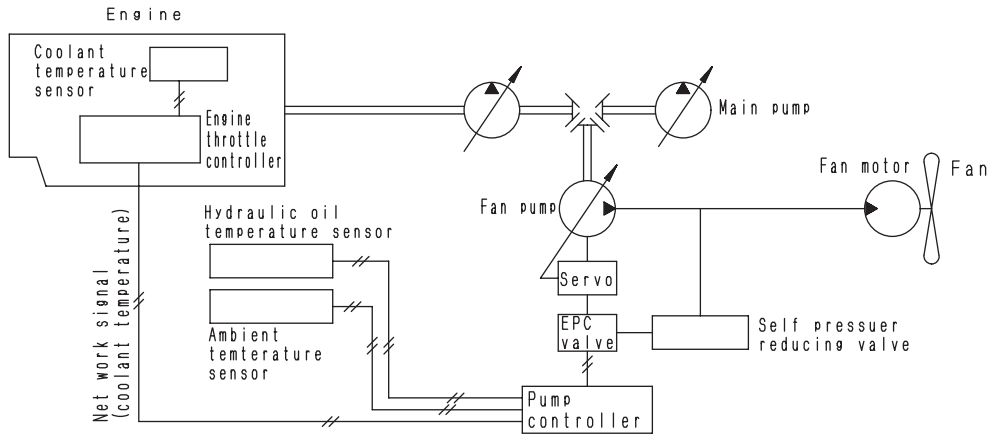 Engine
Coolant
temperature
sensor
Engine
throttle
controller
Main pump
Fan motor
Fan
Fan pump
Hydraulic oil
temperature sensor
Servo
Ambient
temterature
sensor
EPC
valve
Self pressuer
reducing valve
Net work signal
(coolant temperature)
Pump
controller